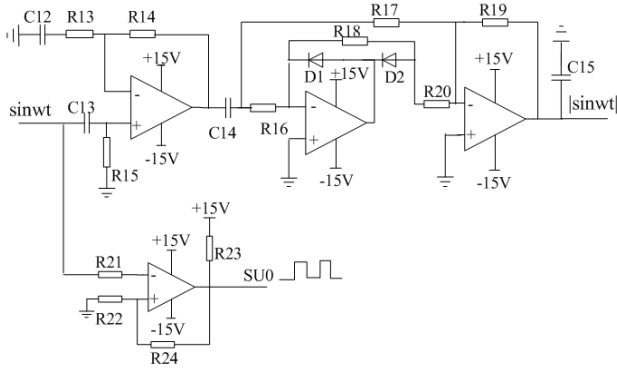 C12 R13 R14 R17 R19
+15V R18 +15V
D1 +15V D2 C15
sinwt C13 - C14 R16 - R20 - |sinwt|
+ + +
R15 -15V -15V -15V
+15V
R21 +15V R23
- SU0
R22 + -15V
R24